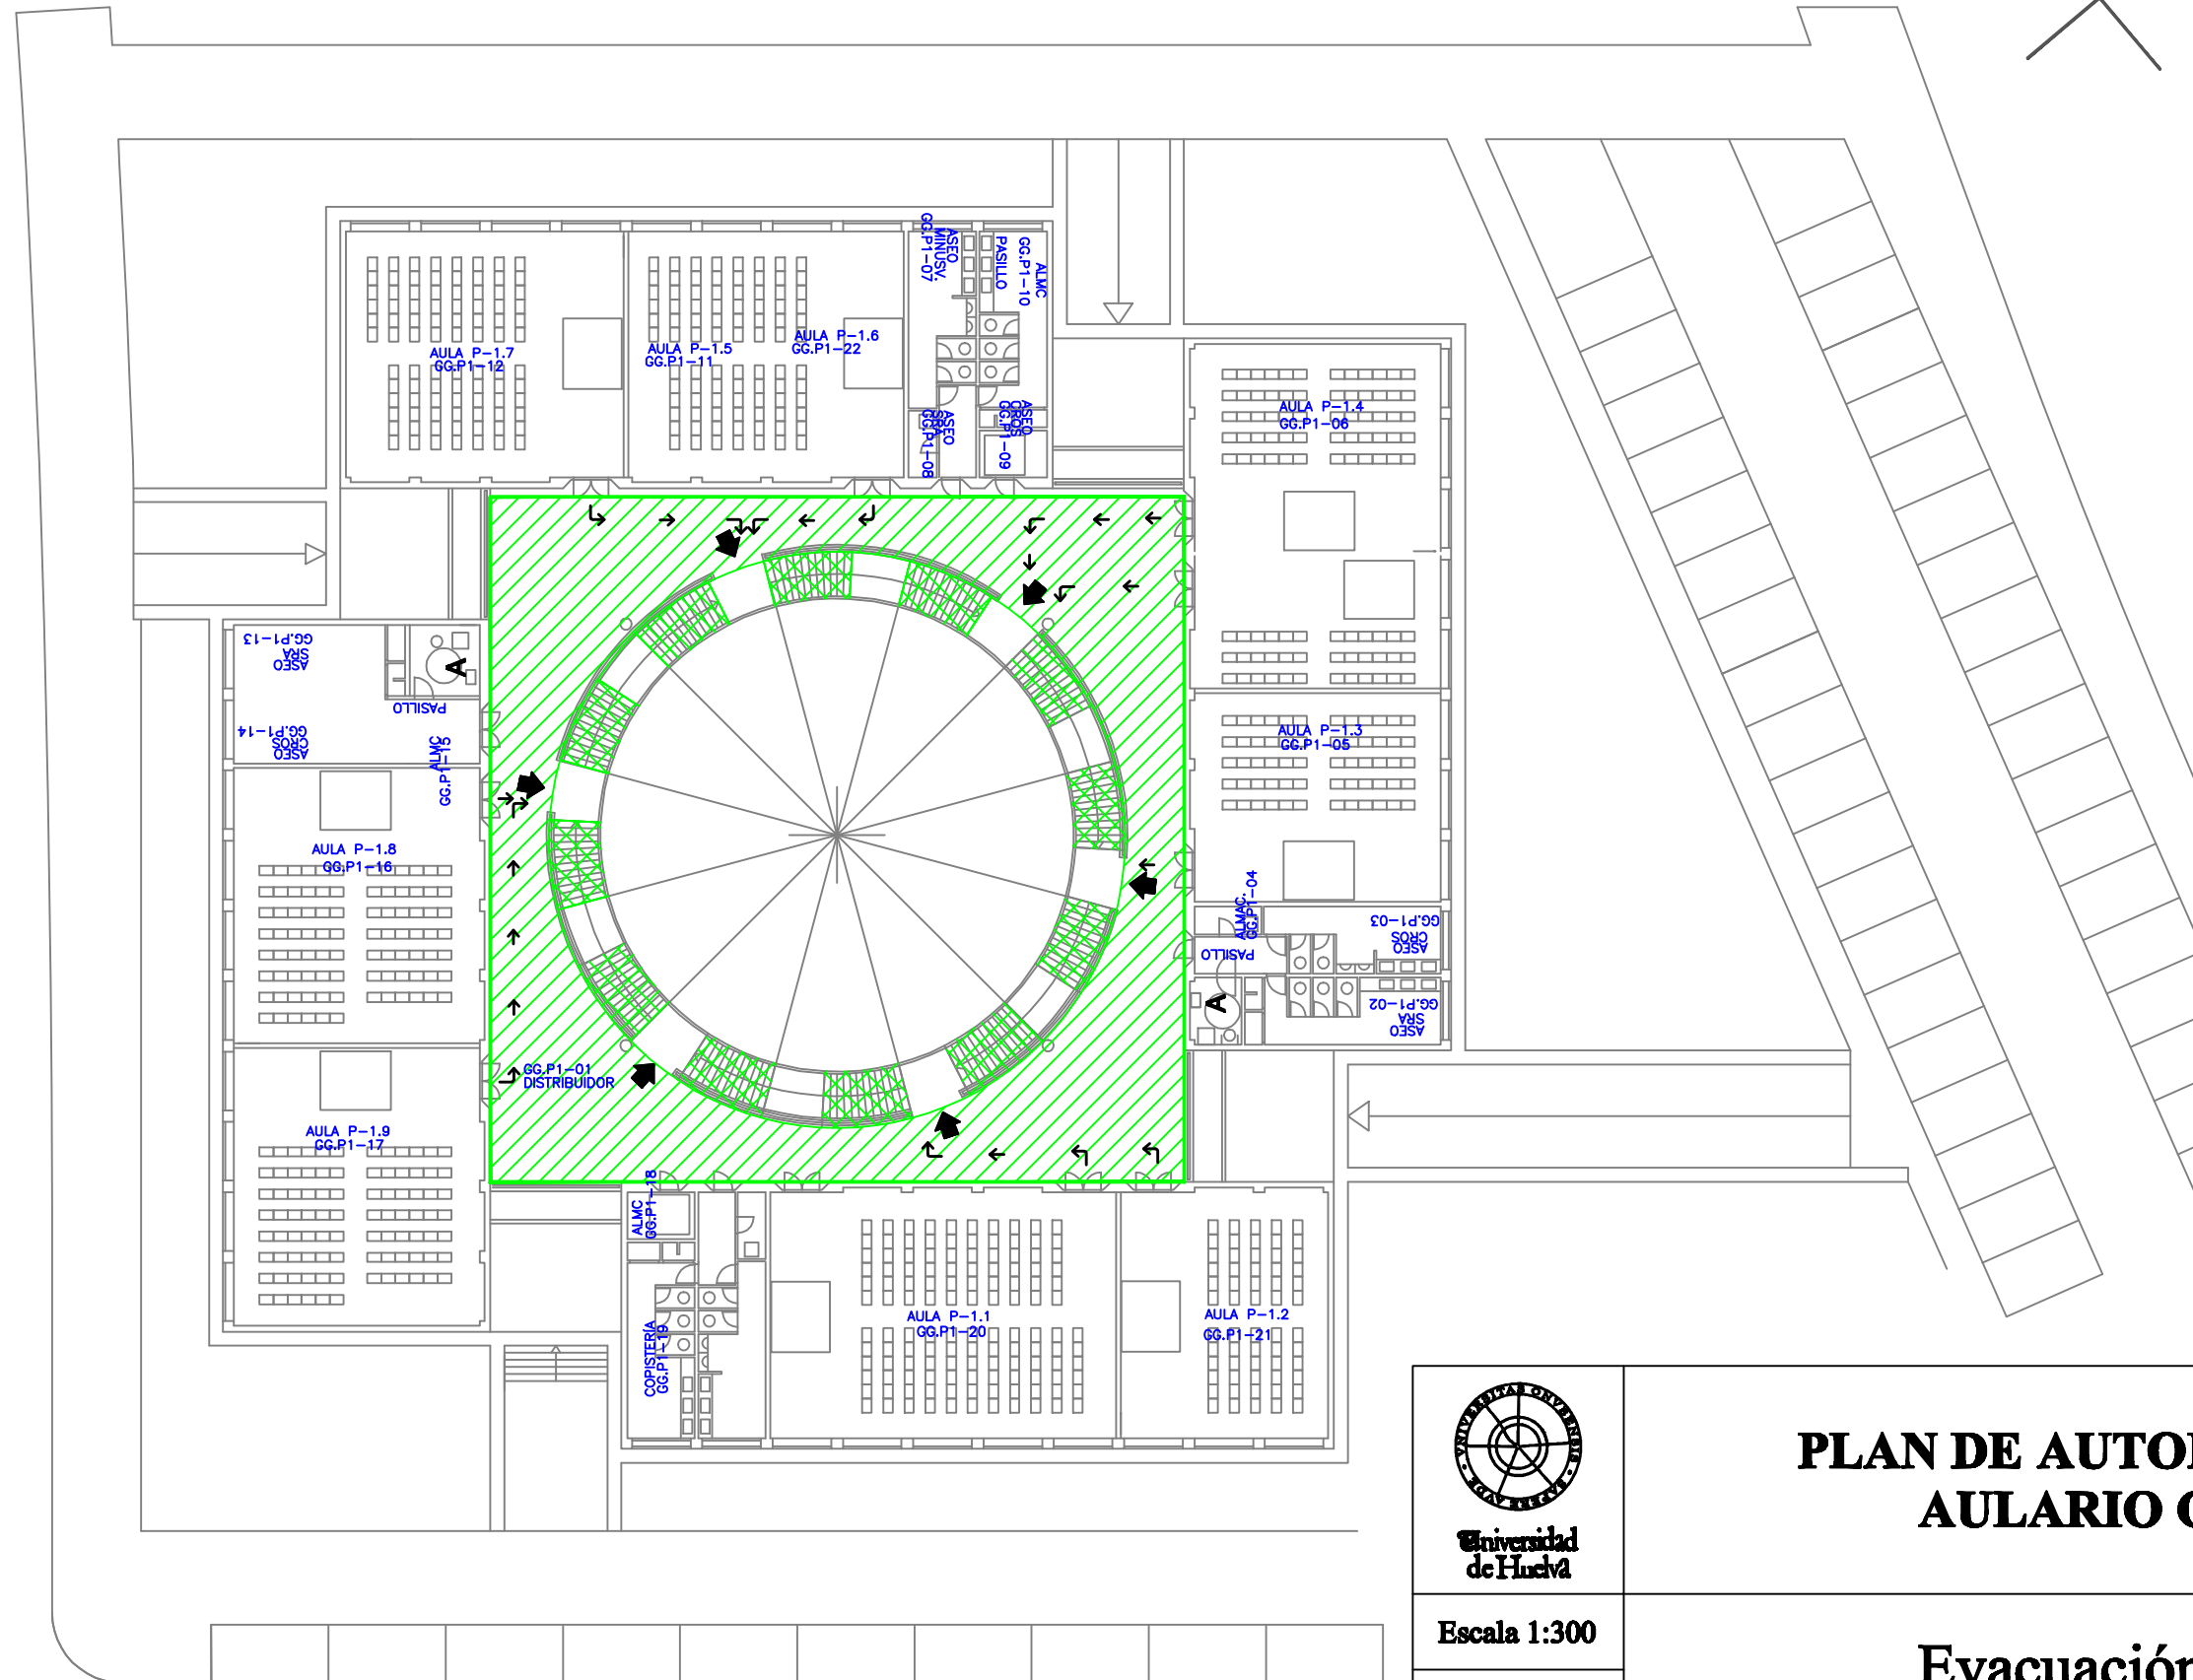 ASEO
MINUSV.
GG.P1-07
PASILLO
ALMC
GG.P1-10
AULA P-1.7
GG.P1-12
AULA P-1.5
GG.P1-11
AULA P-1.6
GG.P1-22
ASEO
SRA
GG.P1-08
ASEO
CROS
GG.P1-09
AULA P-1.4
GG.P1-06
ASEO
SRA
GG.P1-13
A
PASILLO
ASEO
CROS
GG.P1-14
ALMC
GG.P1-15
AULA P-1.3
GG.P1-05
AULA P-1.8
GG.P1-16
ALMAC.
GG.P1-04
ASEO
CROS
GG.P1-03
PASILLO
A
ASEO
SRA
GG.P1-02
GG.P1-01
DISTRIBUIDOR
AULA P-1.9
GG.P1-17
ALMC
GG.P1-18
COPISTERÍA
GG.P1-19
AULA P-1.1
GG.P1-20
AULA P-1.2
GG.P1-21
VNIVERSITAS ONVBENSIS · SAPERE AVDE ·
Universidad
de Huelva
PLAN DE AUTO
AULARIO
Escala 1:300
Evacuación